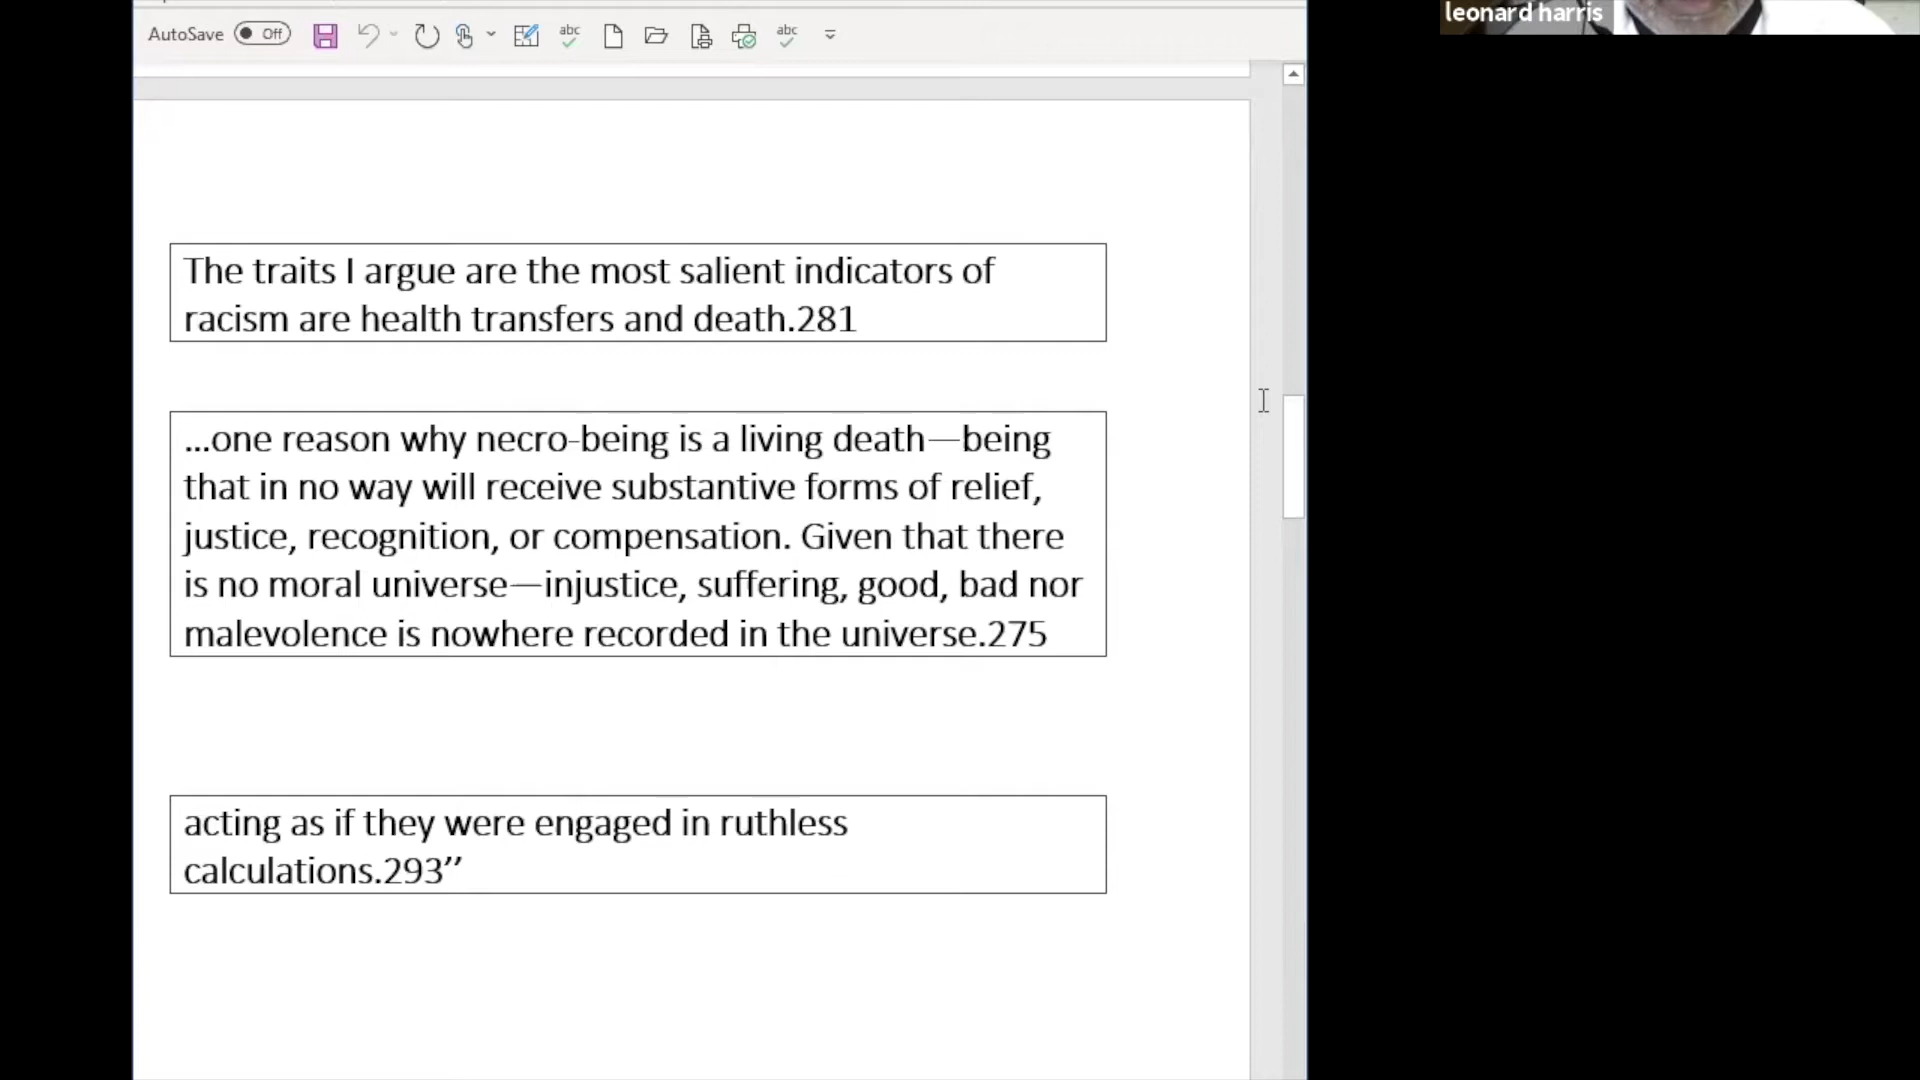 AutoSave Off abc abc
leonard harris
The traits I argue are the most salient indicators of
racism are health transfers and death.281
...one reason why necro-being is a living death—being
that in no way will receive substantive forms of relief,
justice, recognition, or compensation. Given that there
is no moral universe—injustice, suffering, good, bad nor
malevolence is nowhere recorded in the universe.275
acting as if they were engaged in ruthless
calculations.293’’